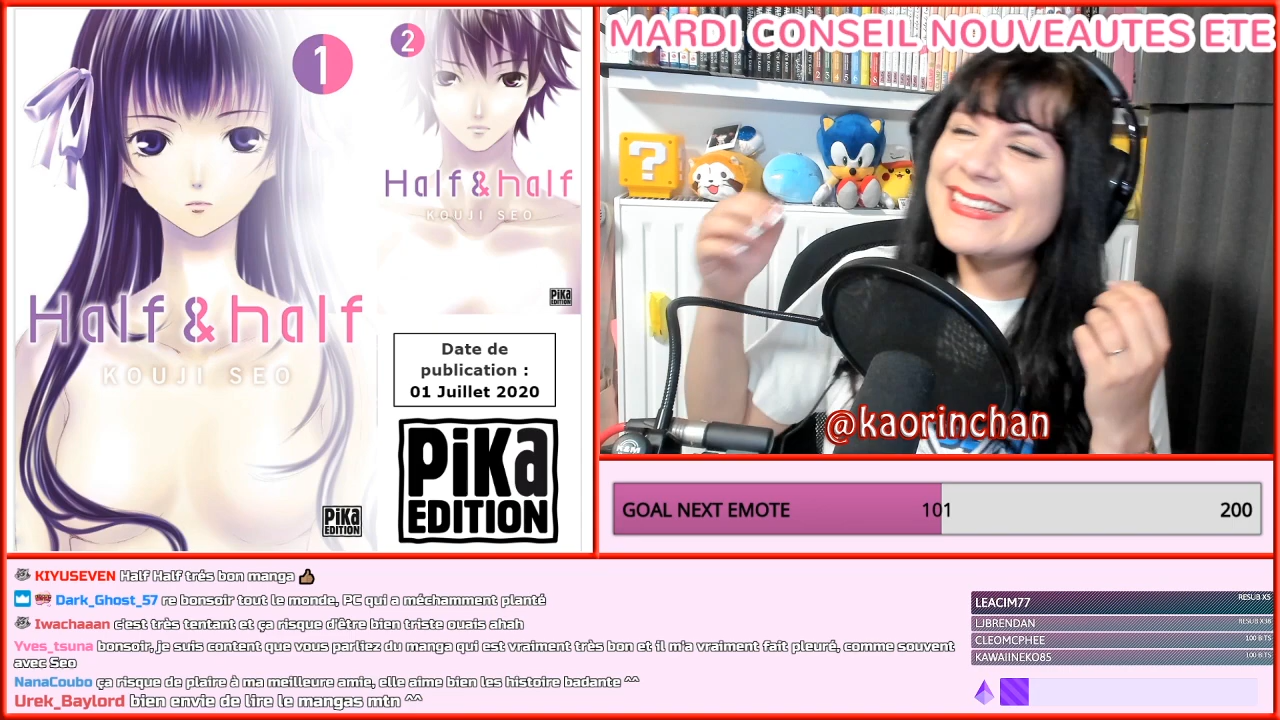 1
2
Half & half
KOUJI SEO
PiKa
EDITION
Half & half
KOUJI SEO
PiKa
EDITION
Date de
publication :
01 Juillet 2020
PiKa
EDITION
MARDI CONSEIL NOUVEAUTES ETE
?
@kaorinchan
GOAL NEXT EMOTE 101 200
KIYUSEVEN Half Half trés bon manga
Dark_Ghost_57 re bonsoir tout le monde, PC qui a méchamment planté
Iwachaaan c'est très tentant et ça risque d'être bien triste ouais ahah
Yves_tsuna bonsoir, je suis content que vous parliez du manga qui est vraiment très bon et il m'a vraiment fait pleuré, comme souvent
avec Seo
NanaCoubo ça risque de plaire à ma meilleure amie, elle aime bien les histoire badante ^^
Urek_Baylord bien envie de lire le mangas mtn ^^
LEACIM77 RESUB X5
LJBRENDAN RESUB X38
CLEOMCPHEE 100 BITS
KAWAIINEKO85 100 BITS